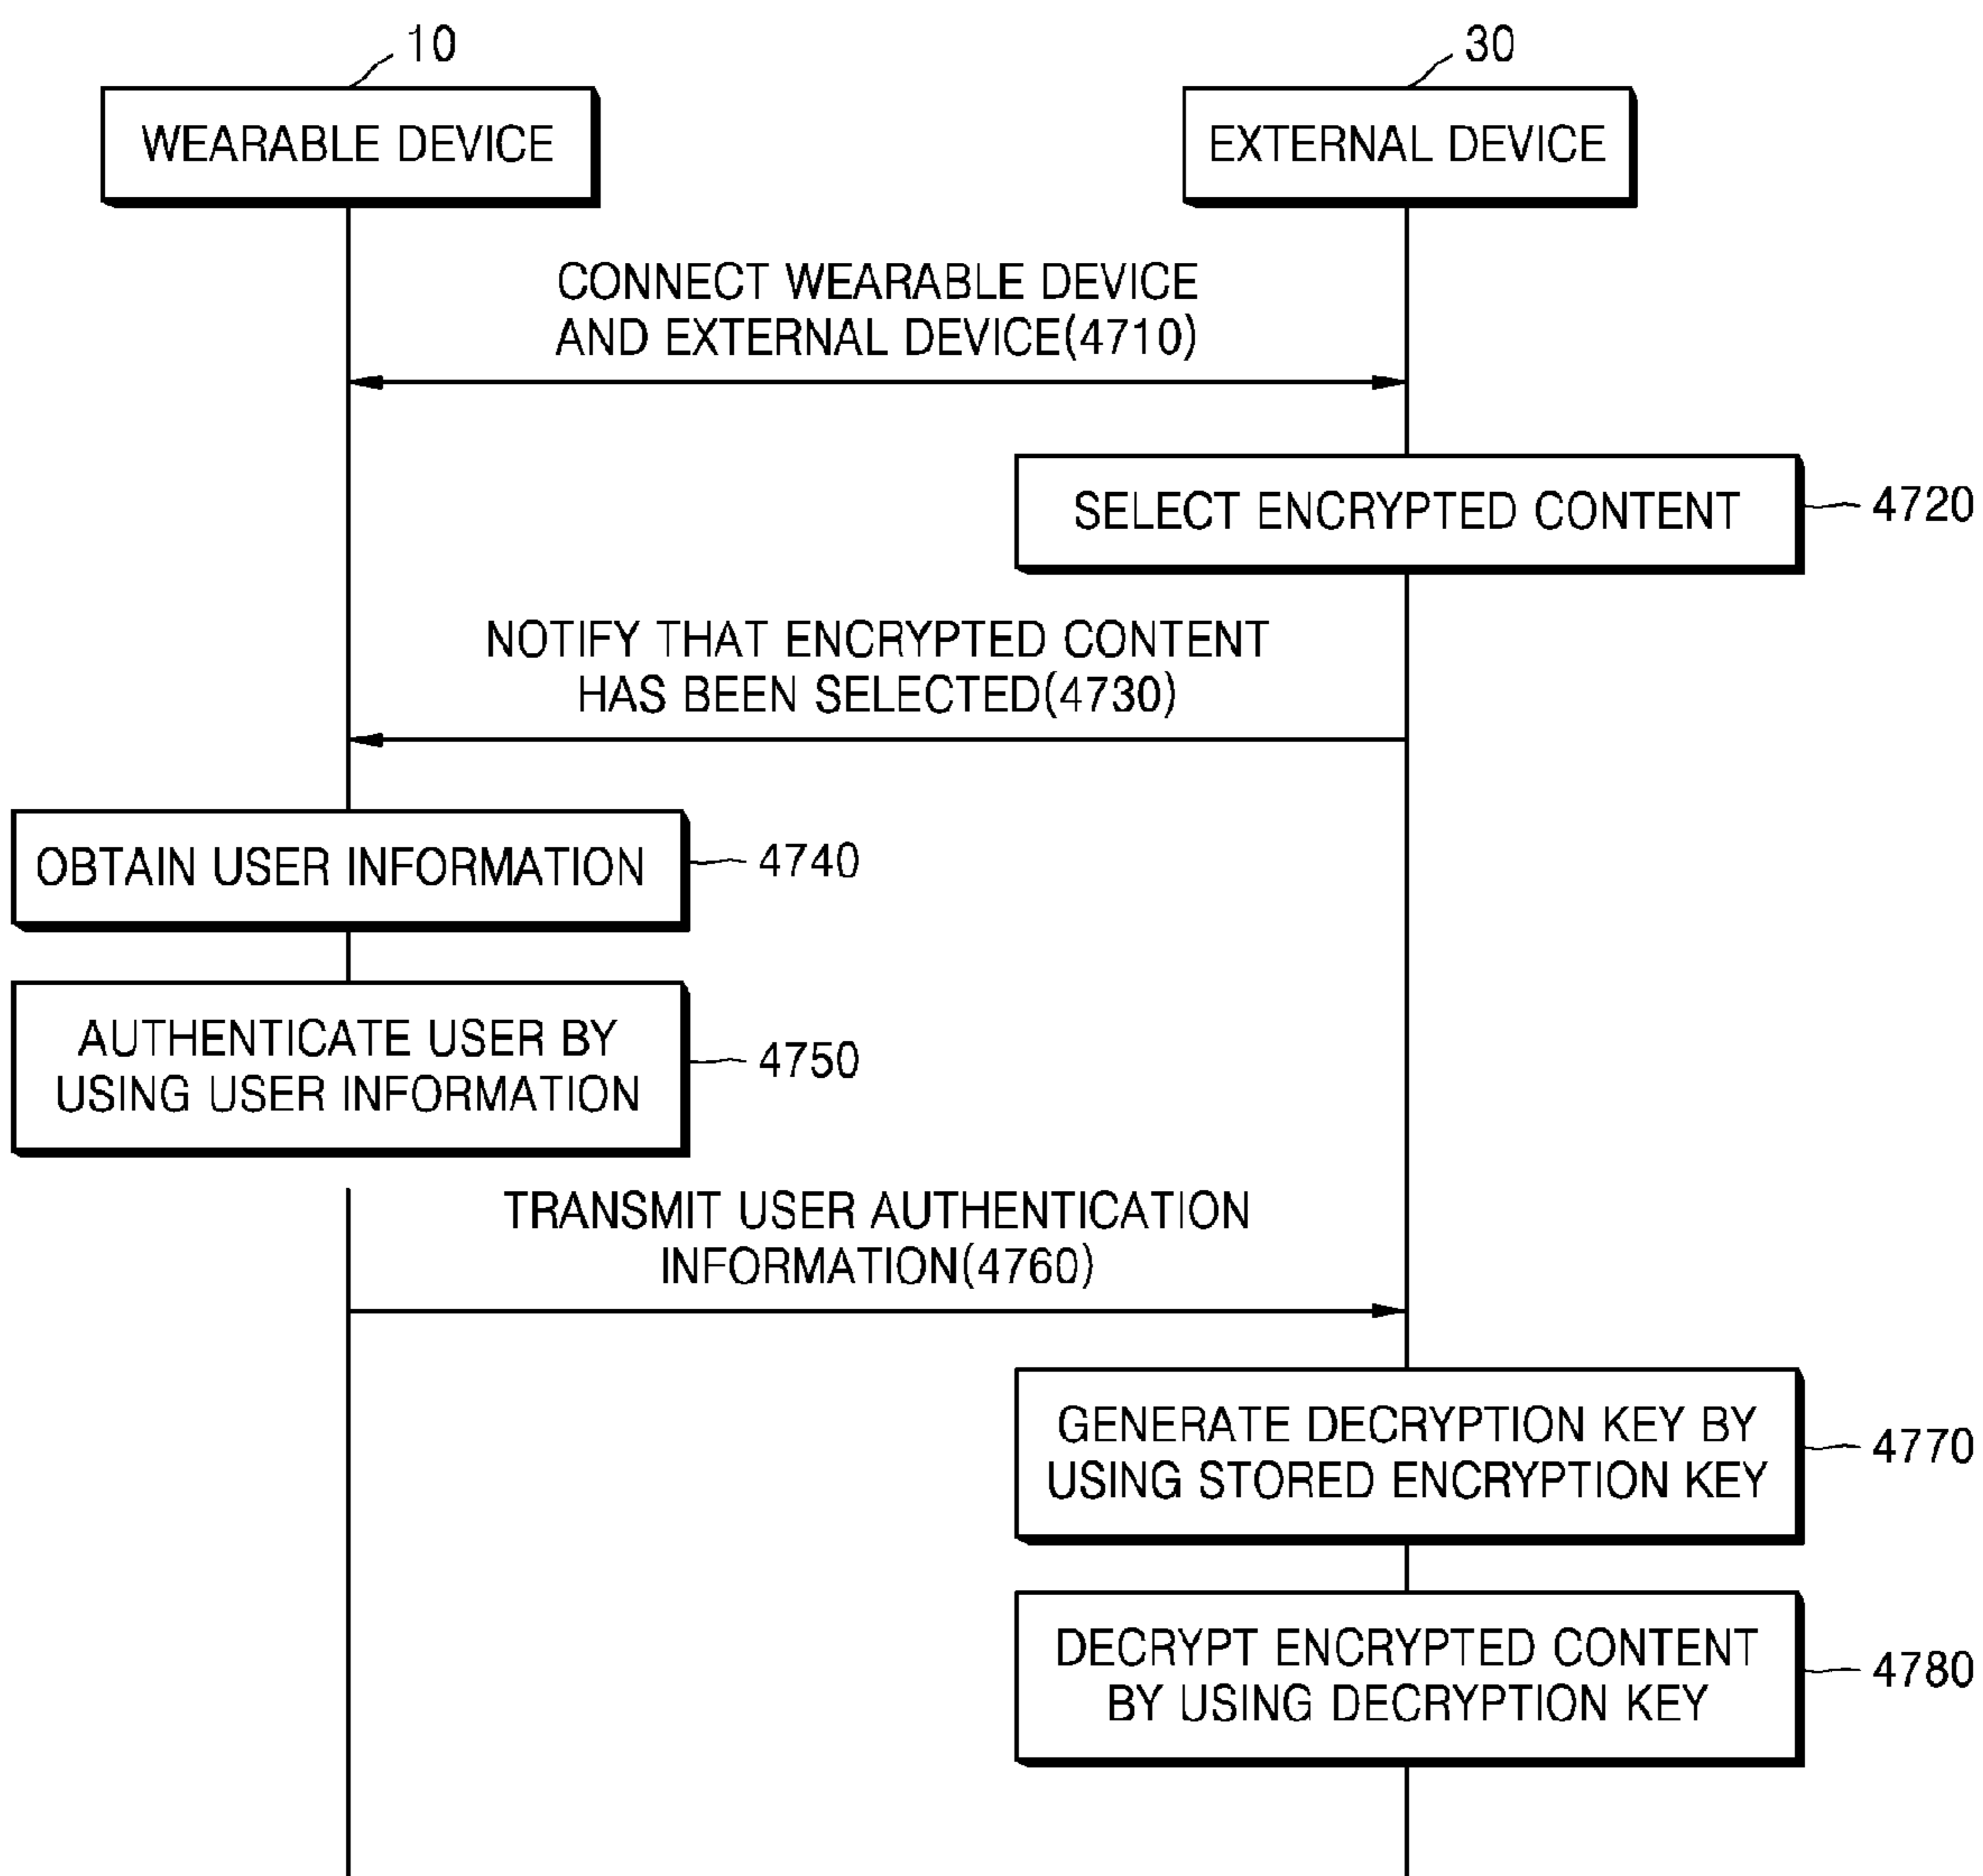 10
30
WEARABLE DEVICE
EXTERNAL DEVICE
CONNECT WEARABLE DEVICE
AND EXTERNAL DEVICE(4710)
SELECT ENCRYPTED CONTENT
4720
NOTIFY THAT ENCRYPTED CONTENT
HAS BEEN SELECTED(4730)
OBTAIN USER INFORMATION
4740
AUTHENTICATE USER BY
USING USER INFORMATION
4750
TRANSMIT USER AUTHENTICATION
INFORMATION(4760)
GENERATE DECRYPTION KEY BY
USING STORED ENCRYPTION KEY
4770
DECRYPT ENCRYPTED CONTENT
BY USING DECRYPTION KEY
4780